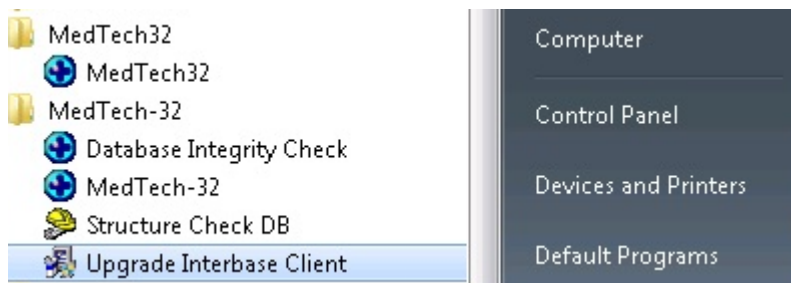 MedTech32
MedTech32
MedTech-32
Database Integrity Check
MedTech-32
Structure Check DB
Upgrade Interbase Client
Computer
Control Panel
Devices and Printers
Default Programs